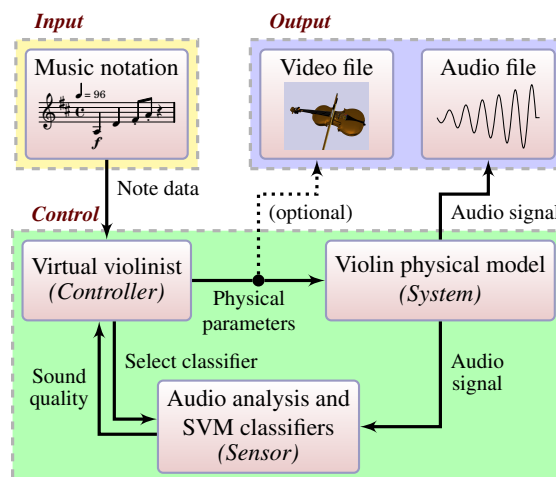 Input
Output
Music notation
Video file
Audio file
= 96
f
Note data
(optional)
Audio signal
Control
Virtual violinist
(Controller)
Violin physical model
(System)
Physical
parameters
Sound
quality
Select classifier
Audio
signal
Audio analysis and
SVM classifiers
(Sensor)